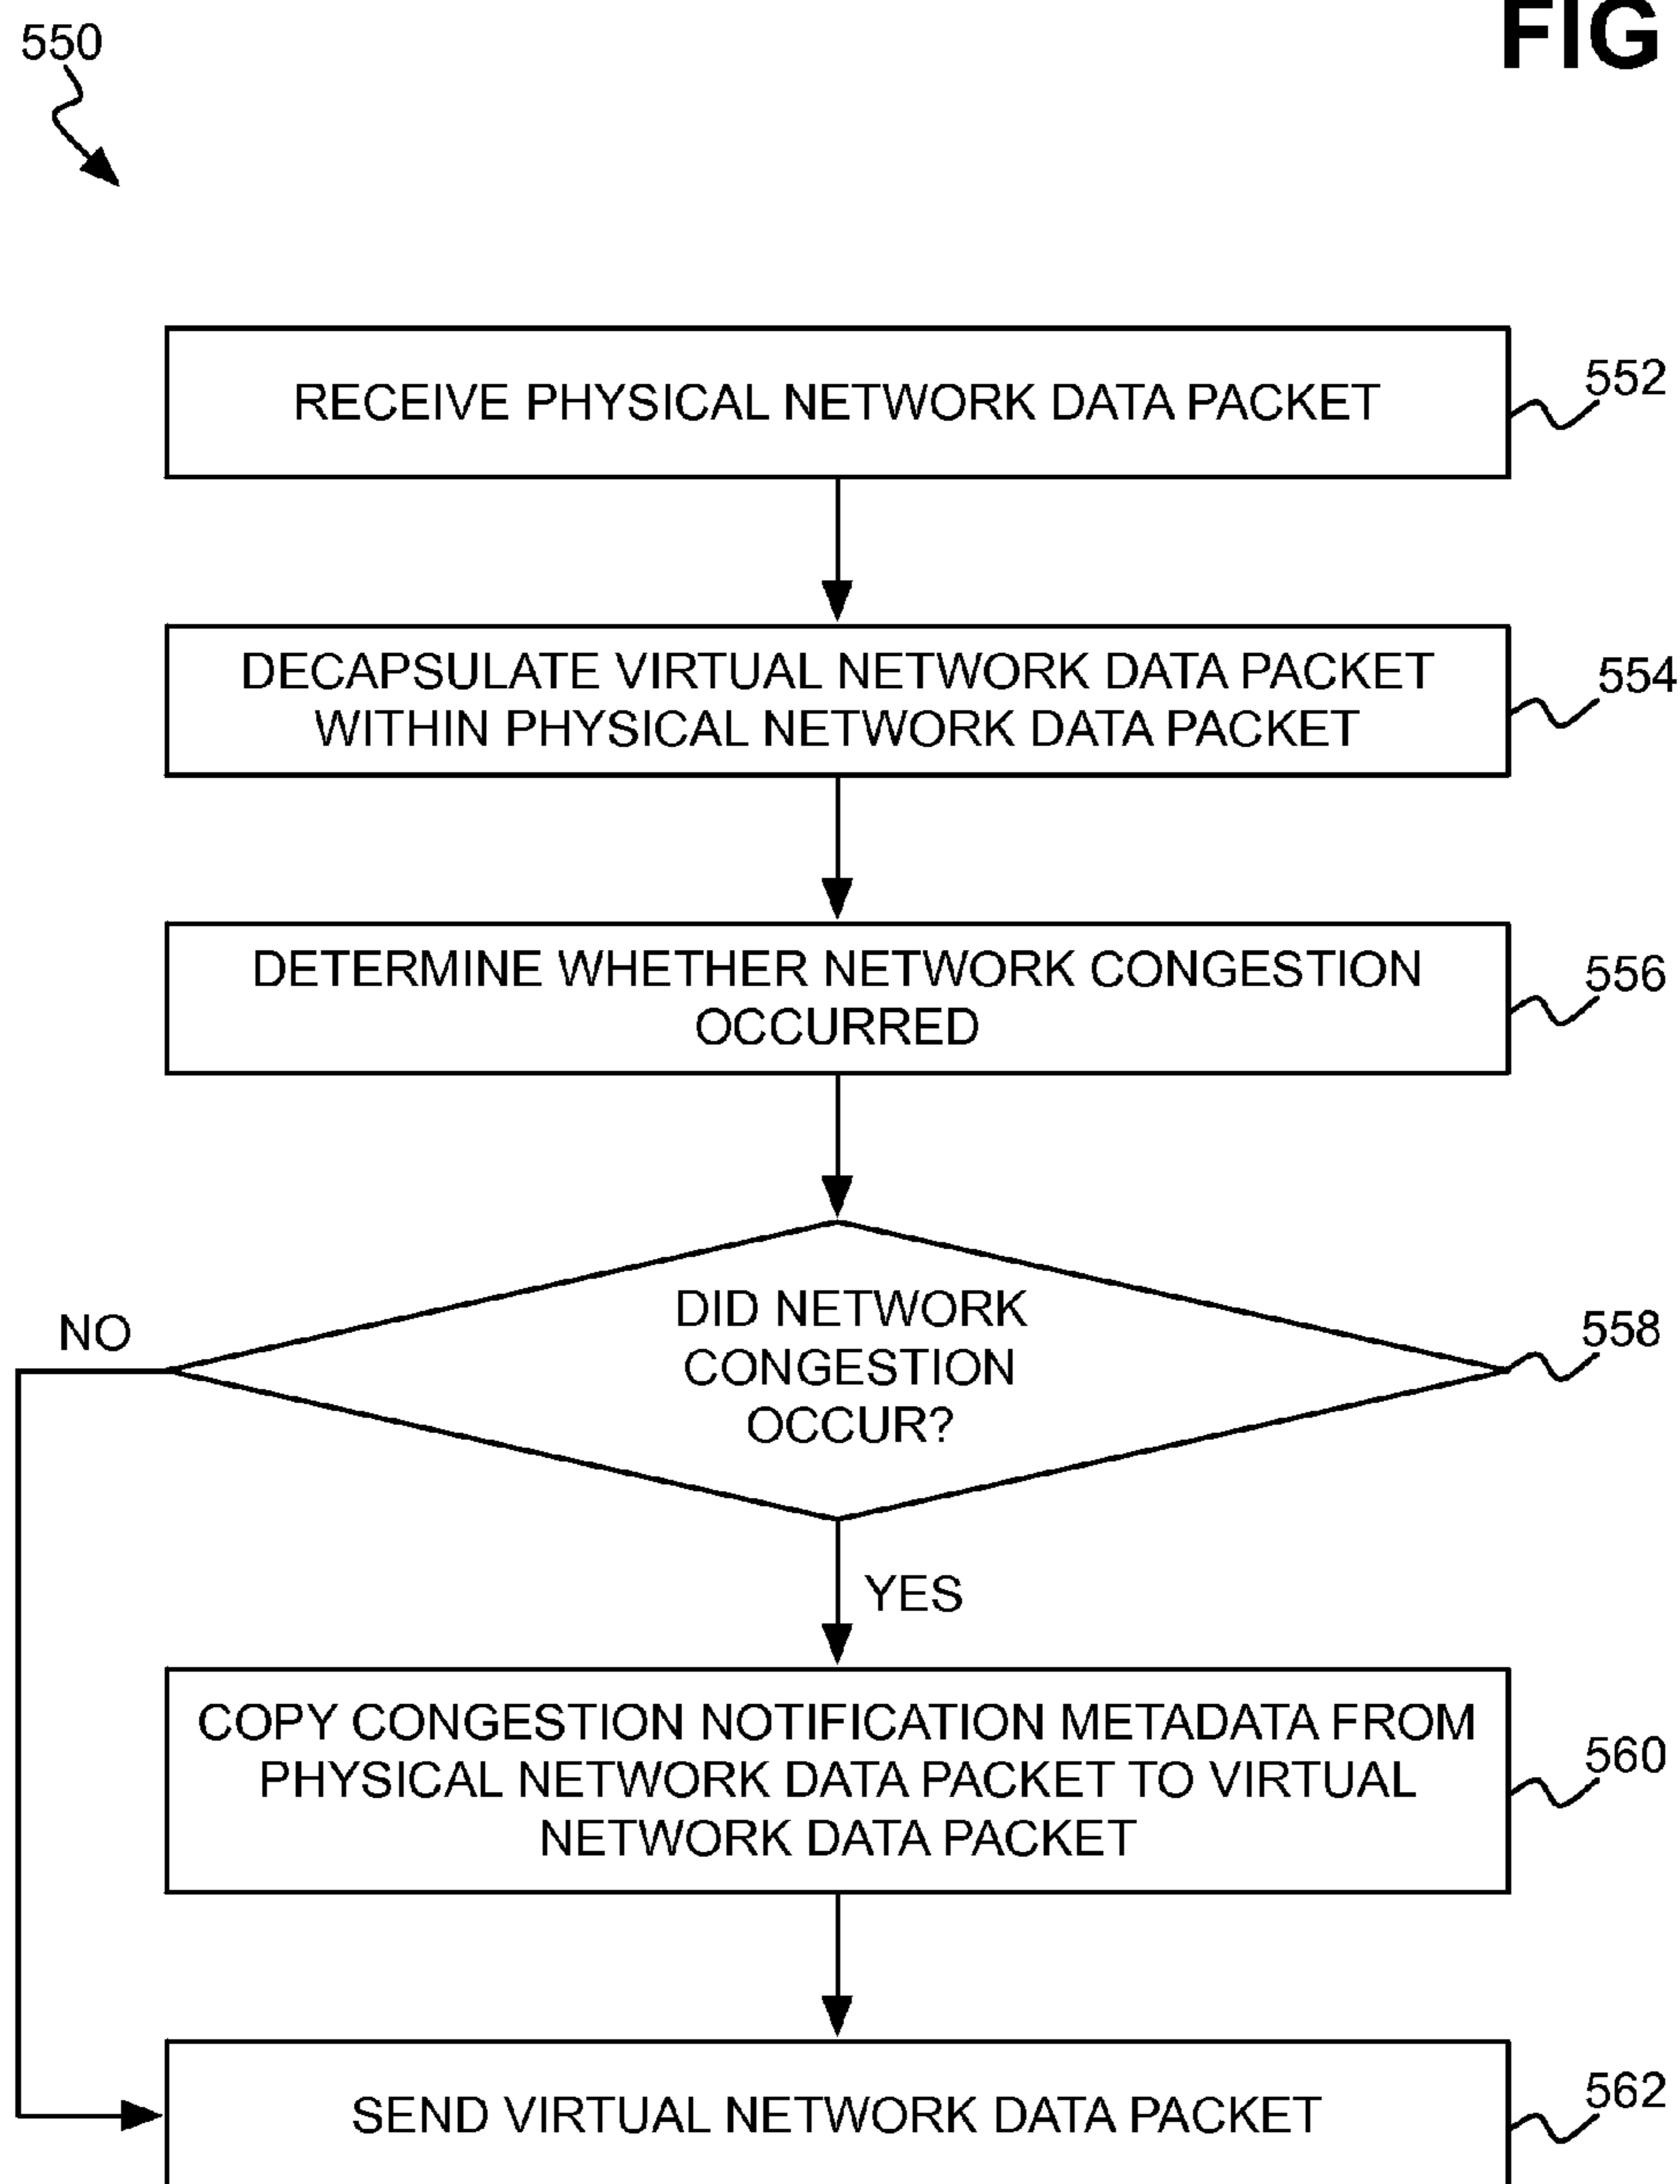 550
FIG
RECEIVE PHYSICAL NETWORK DATA PACKET
552
DECAPSULATE VIRTUAL NETWORK DATA PACKET
WITHIN PHYSICAL NETWORK DATA PACKET
554
DETERMINE WHETHER NETWORK CONGESTION
OCCURRED
556
DID NETWORK
CONGESTION
OCCUR?
558
NO
YES
COPY CONGESTION NOTIFICATION METADATA FROM
PHYSICAL NETWORK DATA PACKET TO VIRTUAL
NETWORK DATA PACKET
560
SEND VIRTUAL NETWORK DATA PACKET
562